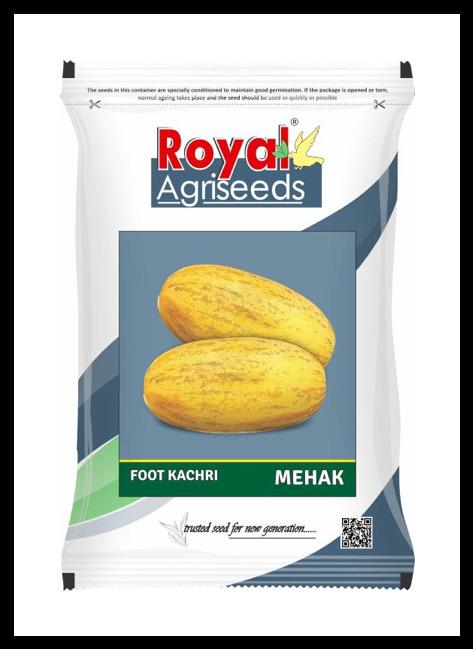 The seeds in this container are specially conditioned to maintain good germination. If the package is opened or torn,
normal ageing takes place and the seed should be used as quickly as possible
Royal®
Agriseeds
FOOT KACHRI
MEHAK
trusted seed for new generation......